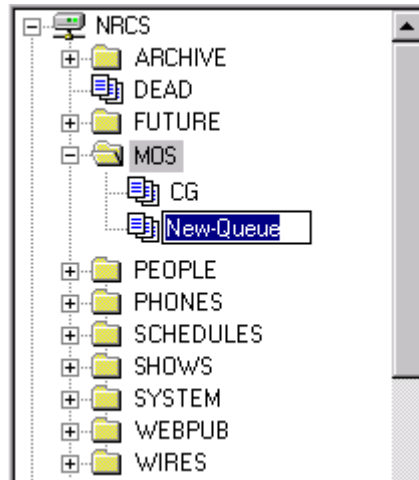 NRCS
ARCHIVE
DEAD
FUTURE
MOS
CG
New-Queue
PEOPLE
PHONES
SCHEDULES
SHOWS
SYSTEM
WEBPUB
WIRES